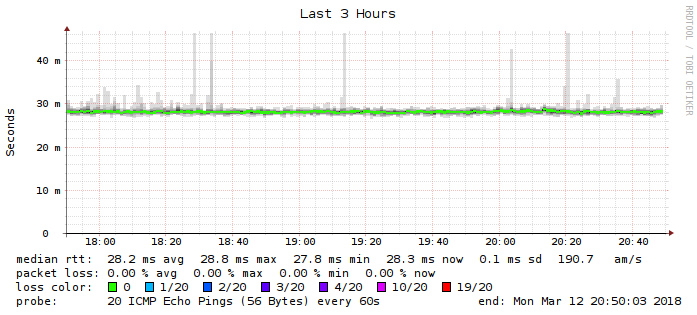 Last 3 Hours
RRDTOOL / TOBI OETIKER
Seconds
40 m
30 m
20 m
10 m
0
18:00 18:20 18:40 19:00 19:20 19:40 20:00 20:20 20:40
median rtt: 28.2 ms avg 28.8 ms max 27.8 ms min 28.3 ms now 0.1 ms sd 190.7 am/s
packet loss: 0.00 % avg 0.00 % max 0.00 % min 0.00 % now
loss color: 0 1/20 2/20 3/20 4/20 10/20 19/20
probe: 20 ICMP Echo Pings (56 Bytes) every 60s end: Mon Mar 12 20:50:03 2018